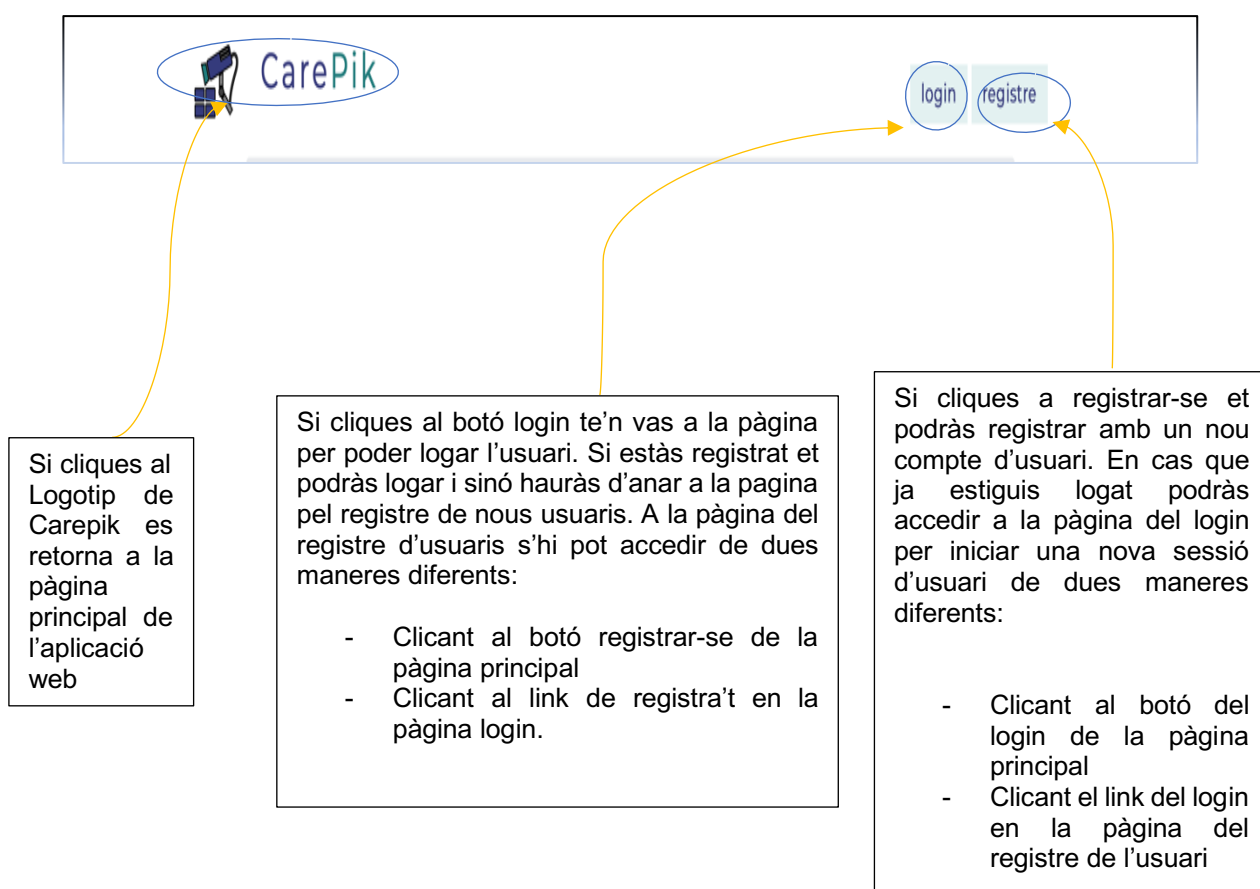 CarePik
login registre
Si cliques al
Logotip de
Carepik es
retorna a la
pàgina
principal de
l'aplicació
web
Si cliques al botó login te'n vas a la pàgina
per poder logar l'usuari. Si estàs registrat et
podràs logar i sinó hauràs d'anar a la pagina
pel registre de nous usuaris. A la pàgina del
registre d'usuaris s'hi pot accedir de dues
maneres diferents:
- Clicant al botó registrar-se de la
pàgina principal
- Clicant al link de registra't en la
pàgina login.
Si cliques a registrar-se et
podràs registrar amb un nou
compte d'usuari. En cas que
ja estiguis logat podràs
accedir a la pàgina del login
per iniciar una nova sessió
d'usuari de dues maneres
diferents:
- Clicant al botó del
login de la pàgina
principal
- Clicant el link del login
en la pàgina del
registre de l'usuari